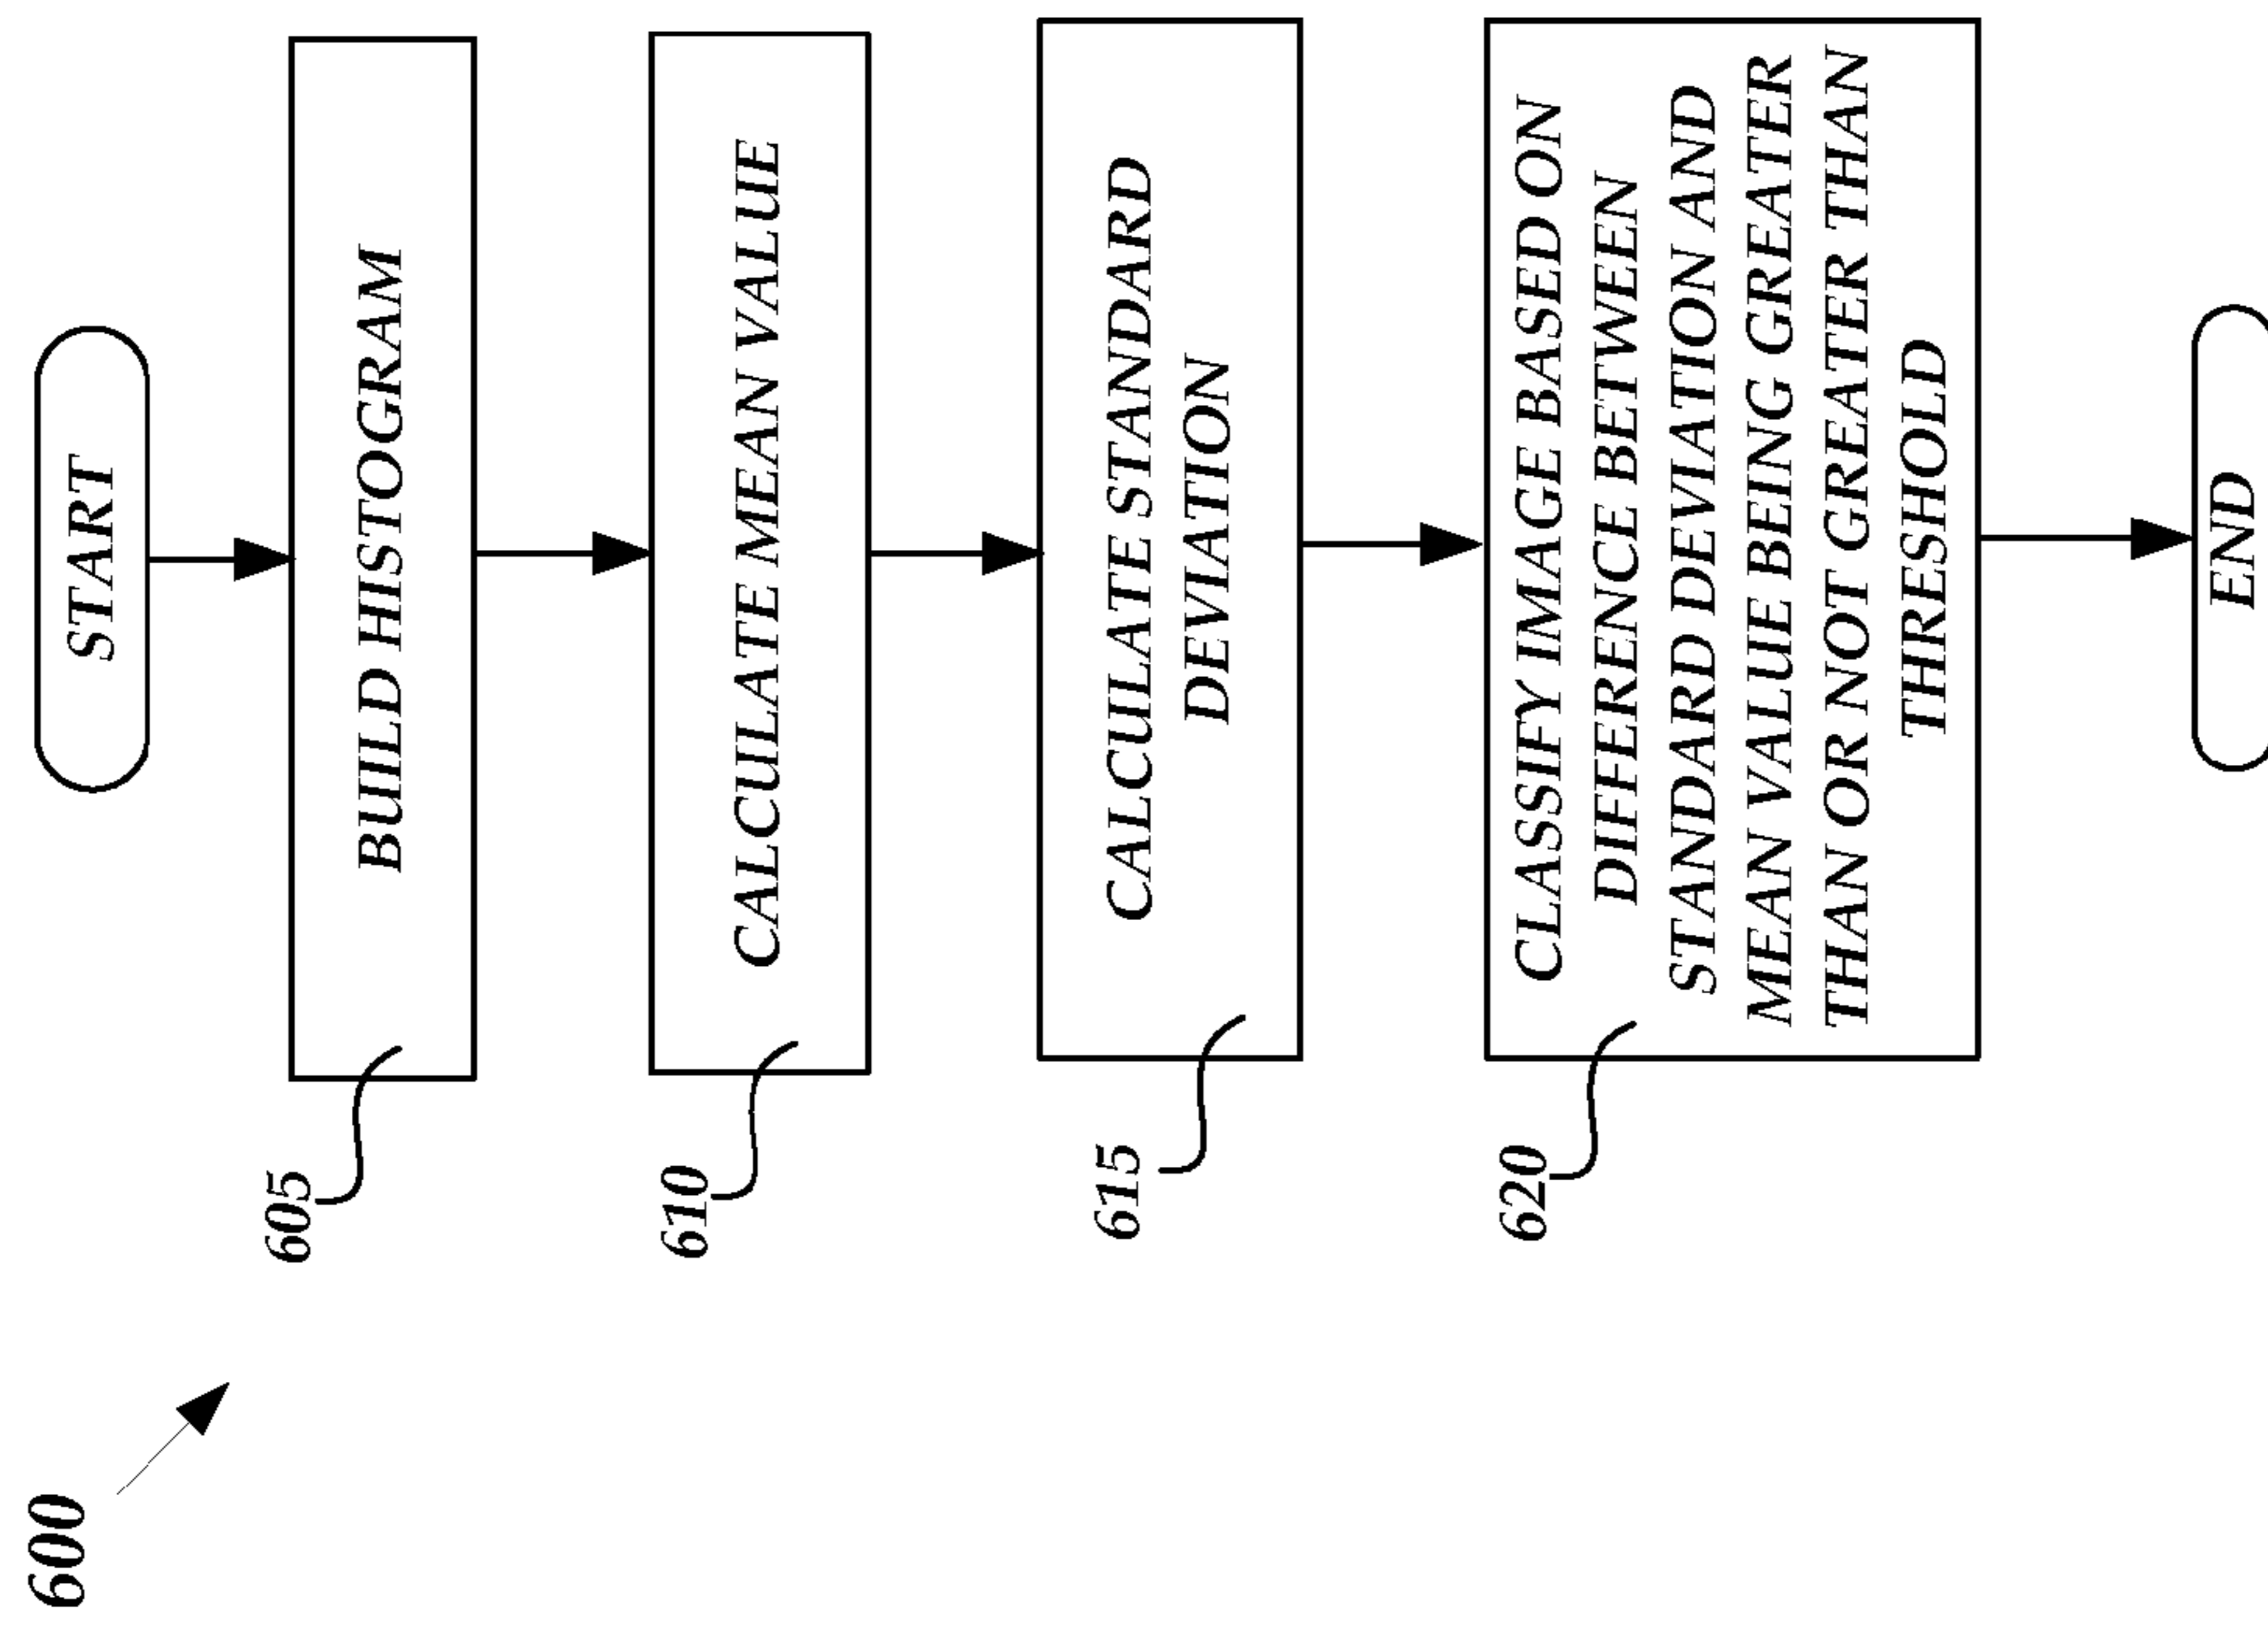 600
START
605
BUILD HISTOGRAM
610
CALCULATE MEAN VALUE
615
CALCULATE STANDARD
DEVIATION
620
CLASSIFY IMAGE BASED ON
DIFFERENCE BETWEEN
STANDARD DEVIATION AND
MEAN VALUE BEING GREATER
THAN OR NOT GREATER THAN
THRESHOLD
END